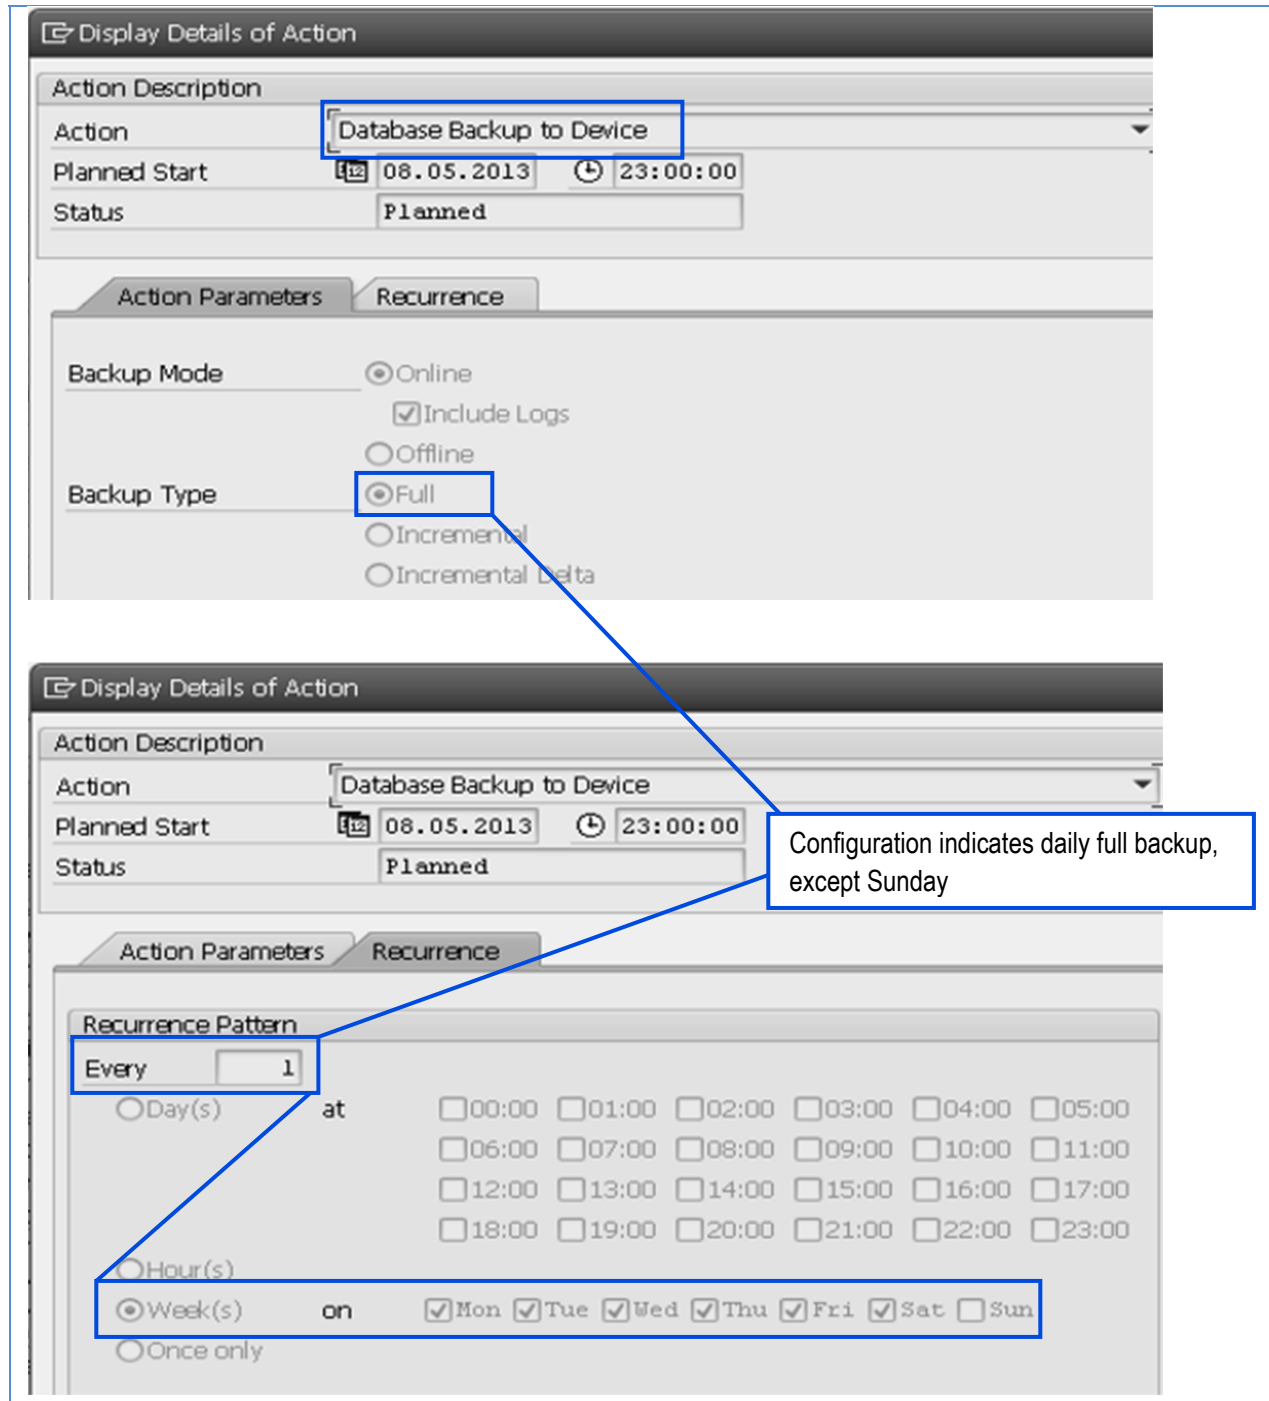 Display Details of Action
Action Description
Action Database Backup to Device
Planned Start 08.05.2013 23:00:00
Status Planned
Action Parameters Recurrence
Backup Mode Online
Include Logs
Offline
Backup Type Full
Incremental
Incremental Delta
Display Details of Action
Action Description
Action Database Backup to Device
Planned Start 08.05.2013 23:00:00
Status Planned
Configuration indicates daily full backup,
except Sunday
Action Parameters Recurrence
Recurrence Pattern
Every 1
Day(s) at 00:00 01:00 02:00 03:00 04:00 05:00
06:00 07:00 08:00 09:00 10:00 11:00
12:00 13:00 14:00 15:00 16:00 17:00
18:00 19:00 20:00 21:00 22:00 23:00
Hour(s)
Week(s) on Mon Tue Wed Thu Fri Sat Sun
Once only